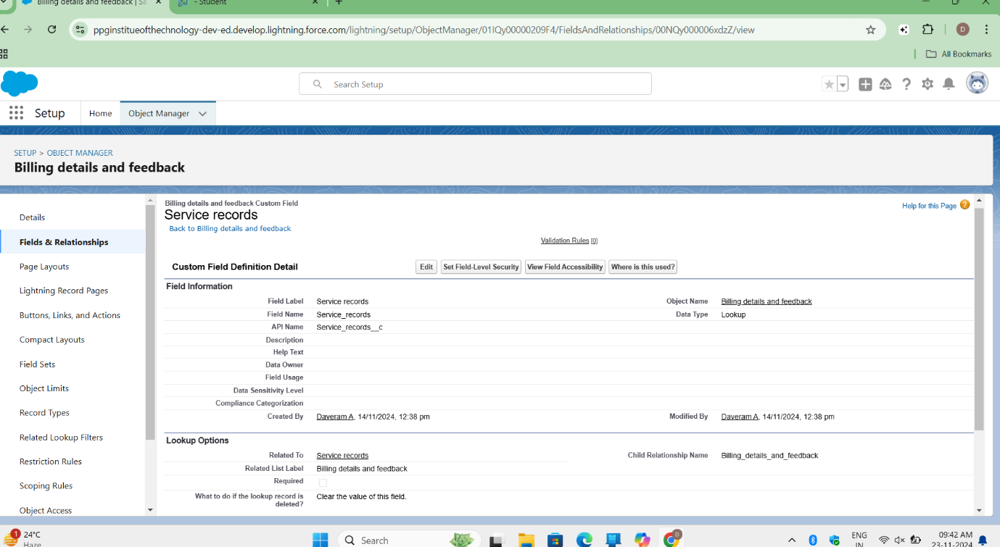 Billing details and feedback | Sa
- Student
ppginstitueofthechnology-dev-ed.develop.lightning.force.com/lightning/setup/ObjectManager/01IQy00000209F4/FieldsAndRelationships/00NQy000006xdzZ/view
D
All Bookmarks
Search Setup
Setup
Home
Object Manager
SETUP > OBJECT MANAGER
Billing details and feedback
Details
Fields & Relationships
Page Layouts
Lightning Record Pages
Buttons, Links, and Actions
Compact Layouts
Field Sets
Object Limits
Record Types
Related Lookup Filters
Restriction Rules
Scoping Rules
Object Access
Billing details and feedback Custom Field
Service records
Help for this Page ?
Back to Billing details and feedback
Validation Rules [0]
Custom Field Definition Detail
Edit Set Field-Level Security View Field Accessibility Where is this used?
Field Information
Field Label Service records Object Name Billing details and feedback
Field Name Service_records Data Type Lookup
API Name Service_records__c
Description
Help Text
Data Owner
Field Usage
Data Sensitivity Level
Compliance Categorization
Created By Daveram A, 14/11/2024, 12:38 pm Modified By Daveram A, 14/11/2024, 12:38 pm
Lookup Options
Related To Service records Child Relationship Name Billing_details_and_feedback
Related List Label Billing details and feedback
Required
What to do if the lookup record is deleted? Clear the value of this field.
1
24°C
Haze
Search
ENG
IN
09:42 AM
23-11-2024